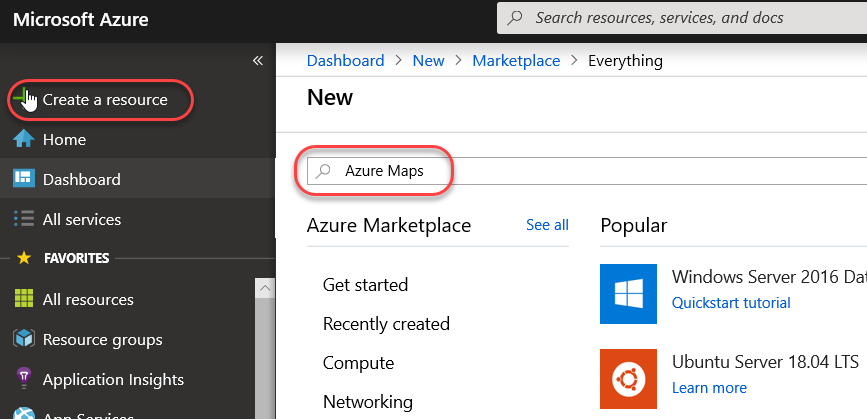 Microsoft Azure
Search resources, services, and docs
Create a resource
Home
Dashboard
All services
FAVORITES
All resources
Resource groups
Application Insights
App Services
Dashboard > New > Marketplace > Everything
New
Azure Maps
Azure Marketplace
See all
Get started
Recently created
Compute
Networking
Popular
Windows Server 2016 Dat
Quickstart tutorial
Ubuntu Server 18.04 LTS
Learn more